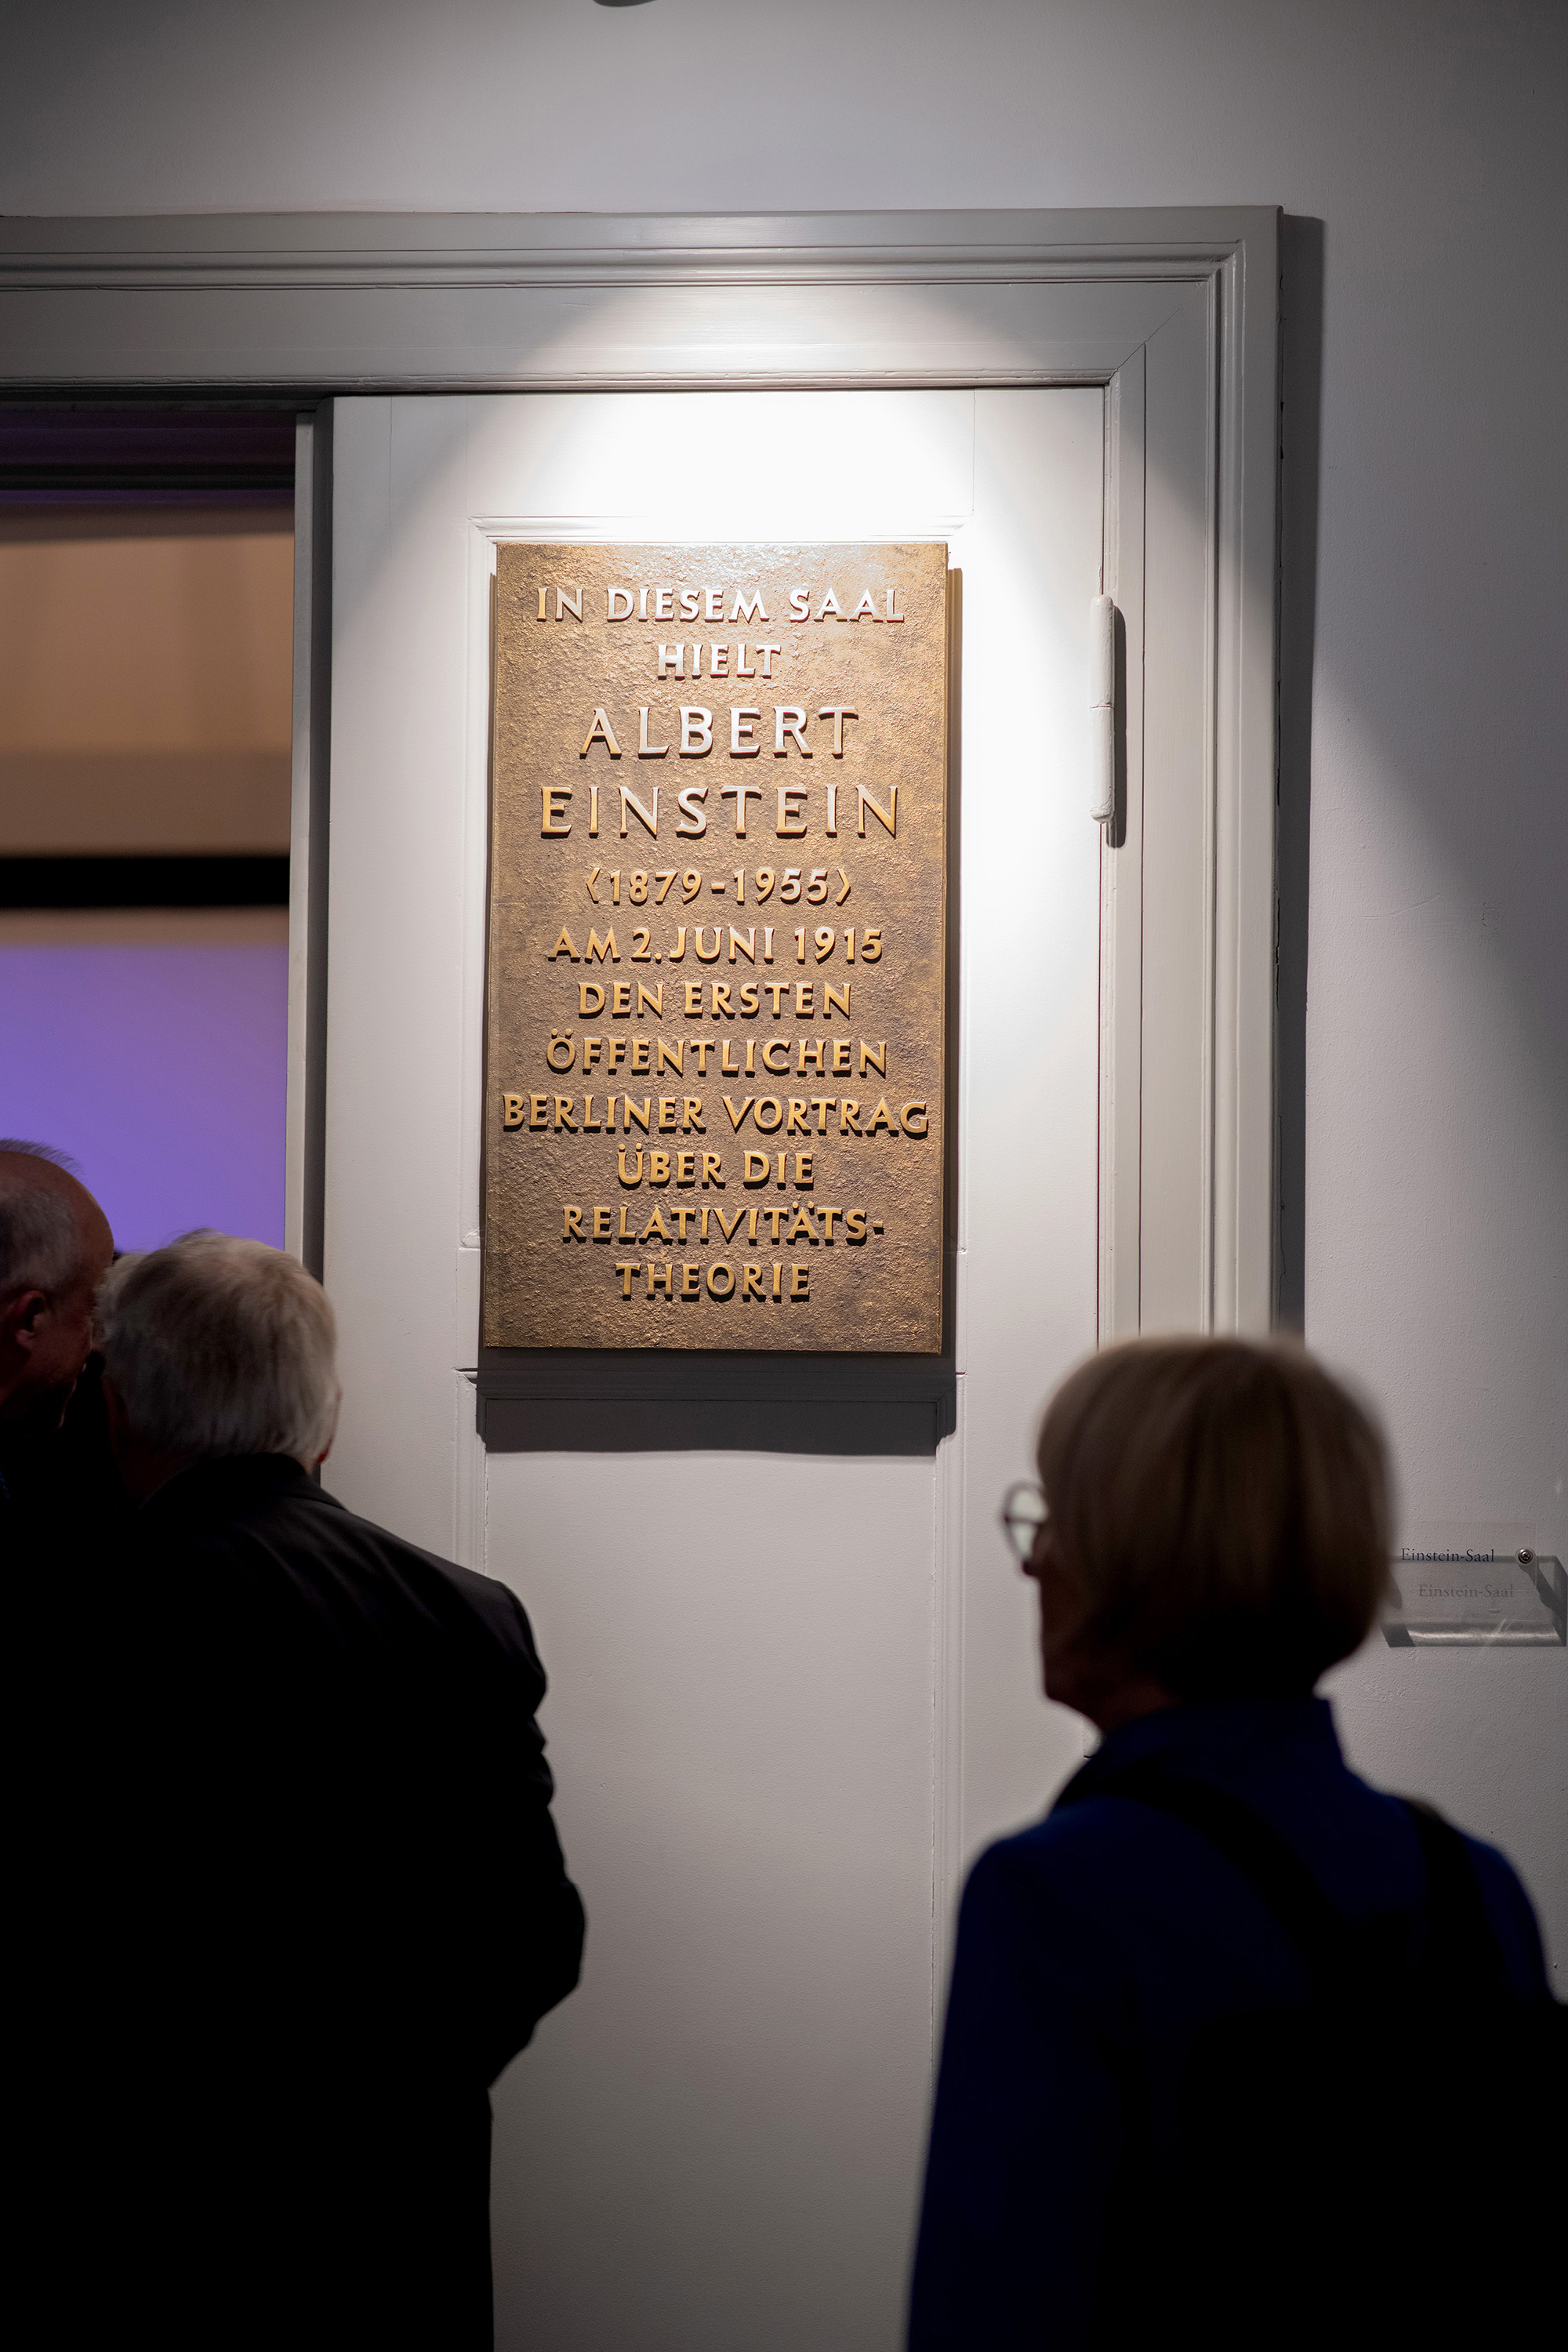 IN DIESEM SAAL
HIELT
ALBERT
EINSTEIN
⟨1879-1955⟩
AM 2. JUNI 1915
DEN ERSTEN
ÖFFENTLICHEN
BERLINER VORTRAG
ÜBER DIE
RELATIVITÄTS-
THEORIE
Einstein-Saal